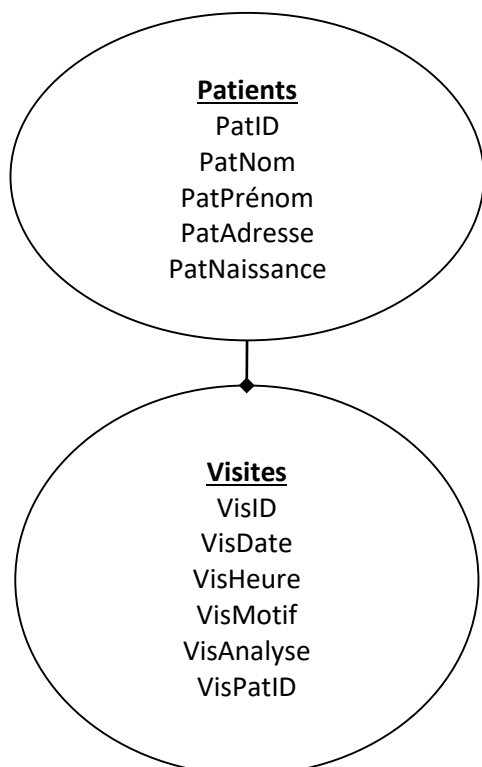 Patients
PatID
PatNom
PatPrénom
PatAdresse
PatNaissance
Visites
VisID
VisDate
VisHeure
VisMotif
VisAnalyse
VisPatID